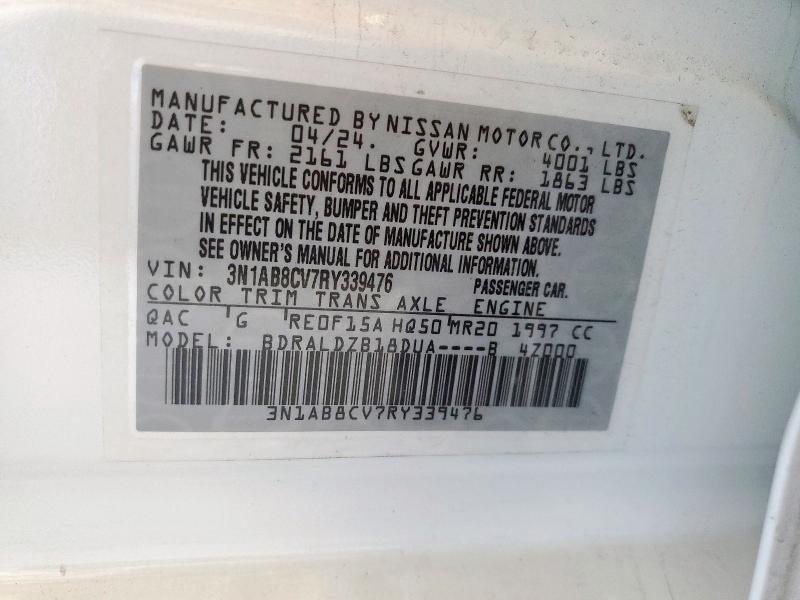 MANUFACTURED BY NISSAN MOTOR CO., LTD.
DATE: 04/24. GVWR: 4001 LBS
GAWR FR: 2161 LBS GAWR RR: 1863 LBS
THIS VEHICLE CONFORMS TO ALL APPLICABLE FEDERAL MOTOR
VEHICLE SAFETY, BUMPER AND THEFT PREVENTION STANDARDS
IN EFFECT ON THE DATE OF MANUFACTURE SHOWN ABOVE.
SEE OWNER'S MANUAL FOR ADDITIONAL INFORMATION.
VIN: 3N1AB8CV7RY339476 PASSENGER CAR.
COLOR TRIM TRANS AXLE ENGINE
QAC G RE0F15A HQ50 MR20 1997 CC
MODEL: BDRALDZB18DUA----B 4Z000
3N1AB8CV7RY339476